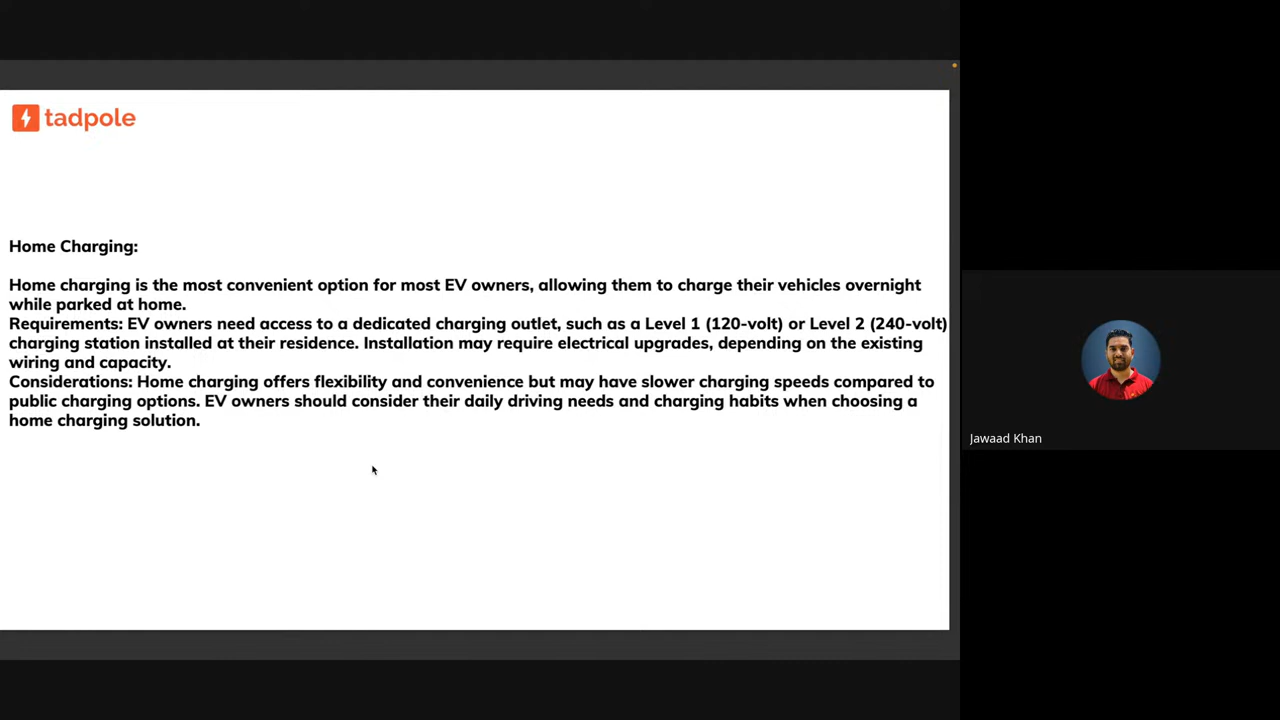 tadpole
Home Charging:
Home charging is the most convenient option for most EV owners, allowing them to charge their vehicles overnight
while parked at home.
Requirements: EV owners need access to a dedicated charging outlet, such as a Level 1 (120-volt) or Level 2 (240-volt)
charging station installed at their residence. Installation may require electrical upgrades, depending on the existing
wiring and capacity.
Considerations: Home charging offers flexibility and convenience but may have slower charging speeds compared to
public charging options. EV owners should consider their daily driving needs and charging habits when choosing a
home charging solution.
Jawaad Khan